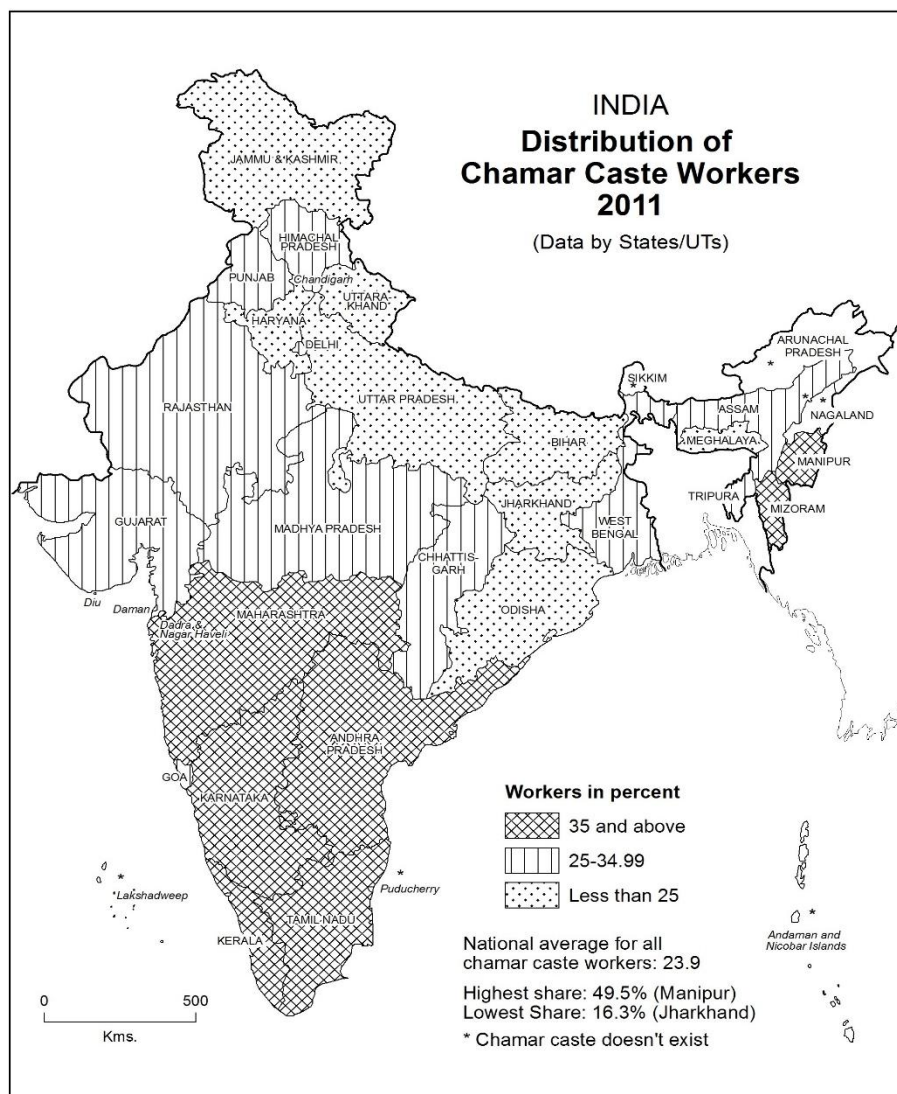 INDIA
Distribution of
Chamar Caste Workers
2011
(Data by States/UTs)
JAMMU & KASHMIR
HIMACHAL
PRADESH
PUNJAB
Chandigarh
UTTARA-
KHAND
HARYANA
DELHI
ARUNACHAL
PRADESH
*
SIKKIM
*
RAJASTHAN
UTTAR PRADESH
ASSAM
*
*
NAGALAND
BIHAR
MEGHALAYA
MANIPUR
JHARKHAND
TRIPURA
MIZORAM
GUJARAT
MADHYA PRADESH
WEST
BENGAL
CHHATTIS-
GARH
Diu
Daman
ODISHA
Dadra &
Nagar Haveli
MAHARASHTRA
ANDHRA
PRADESH
GOA
KARNATAKA
Workers in percent
35 and above
25-34.99
Less than 25
*
Lakshadweep
*
Puducherry
KERALA
TAMIL NADU
*
Andaman and
Nicobar Islands
National average for all
chamar caste workers: 23.9
Highest share: 49.5% (Manipur)
Lowest Share: 16.3% (Jharkhand)
* Chamar caste doesn't exist
0 500
Kms.